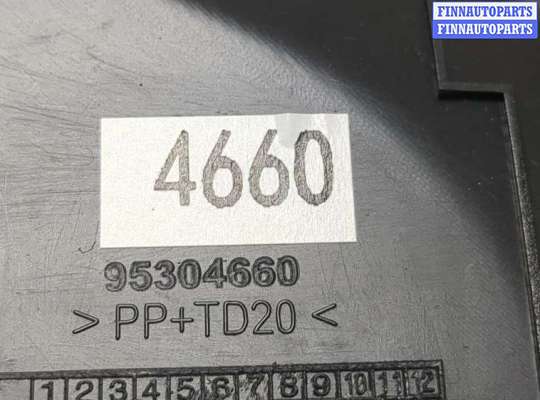 FINNAUTOPARTS
FINNAUTOPARTS
4660
95304660
> PP+TD20 <
1 2 3 4 5 6 7 8 9 10 11 12